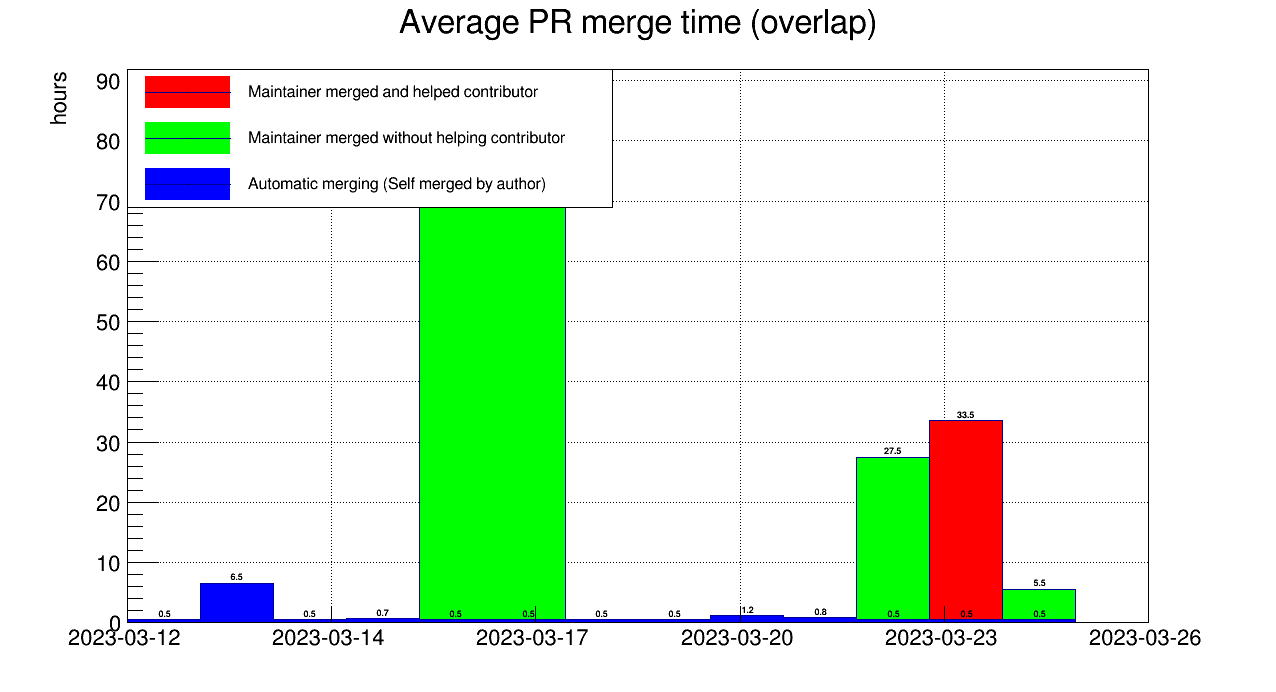 Average PR merge time (overlap)
hours
90
80
70
60
50
40
30
20
10
0
Maintainer merged and helped contributor
Maintainer merged without helping contributor
Automatic merging (Self merged by author)
33.5
27.5
6.5
5.5
0.5 0.5 0.7 0.5 0.5 0.5 0.5 1.2 0.8 0.5 0.5 0.5
2023-03-12 2023-03-14 2023-03-17 2023-03-20 2023-03-23 2023-03-26